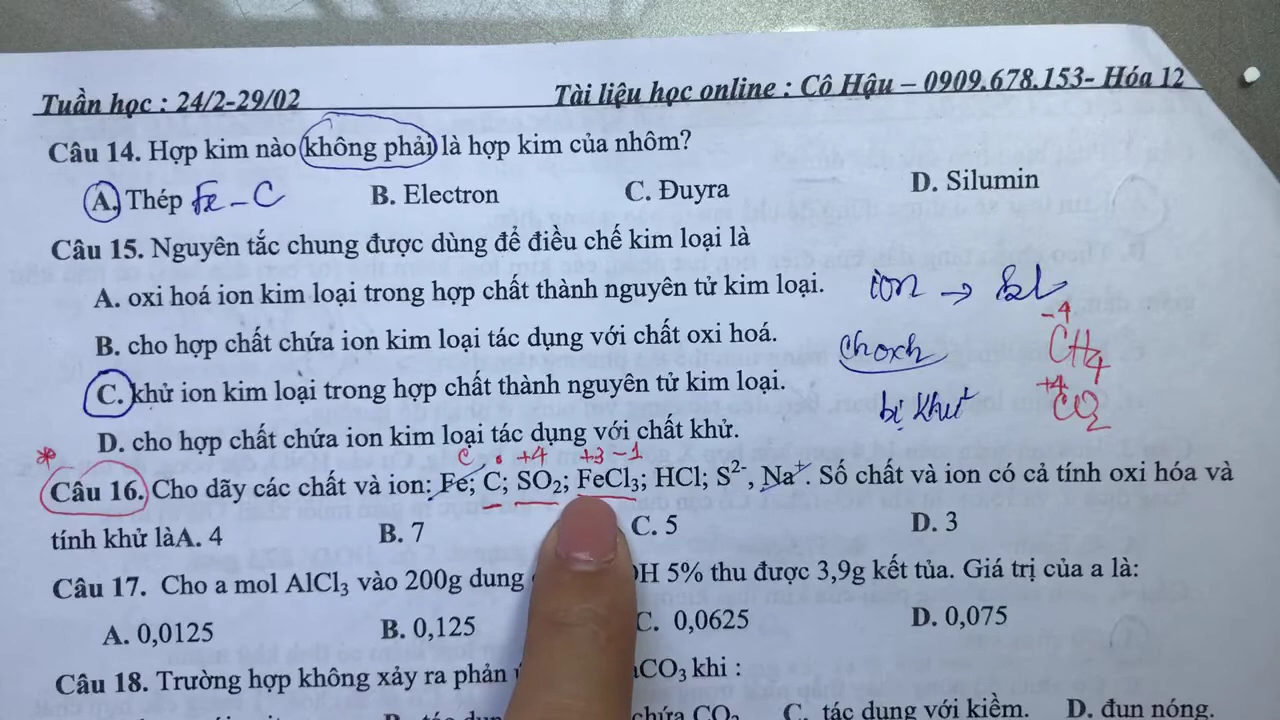 Tuần học : 24/2-29/02 Tài liệu học online : Cô Hậu – 0909.678.153- Hóa 12
Câu 14. Hợp kim nào không phải là hợp kim của nhôm?
A. Thép Fe – C B. Electron C. Đuyra D. Silumin
Câu 15. Nguyên tắc chung được dùng để điều chế kim loại là
A. oxi hoá ion kim loại trong hợp chất thành nguyên tử kim loại. ion → kl
B. cho hợp chất chứa ion kim loại tác dụng với chất oxi hoá. choxh -4 CH4
C. khử ion kim loại trong hợp chất thành nguyên tử kim loại. bị khử +4 CO2
D. cho hợp chất chứa ion kim loại tác dụng với chất khử.
+4 +3 -1
* Câu 16. Cho dãy các chất và ion: Fe; C; SO₂; FeCl₃; HCl; S²⁻, Na⁺. Số chất và ion có cả tính oxi hóa và
tính khử làA. 4 B. 7 C. 5 D. 3
Câu 17. Cho a mol AlCl₃ vào 200g dung H 5% thu được 3,9g kết tủa. Giá trị của a là:
A. 0,0125 B. 0,125 C. 0,0625 D. 0,075
Câu 18. Trường hợp không xảy ra phản CO₃ khi :
chứa CO₂ C. tác dụng với kiềm. D. đun nóng.